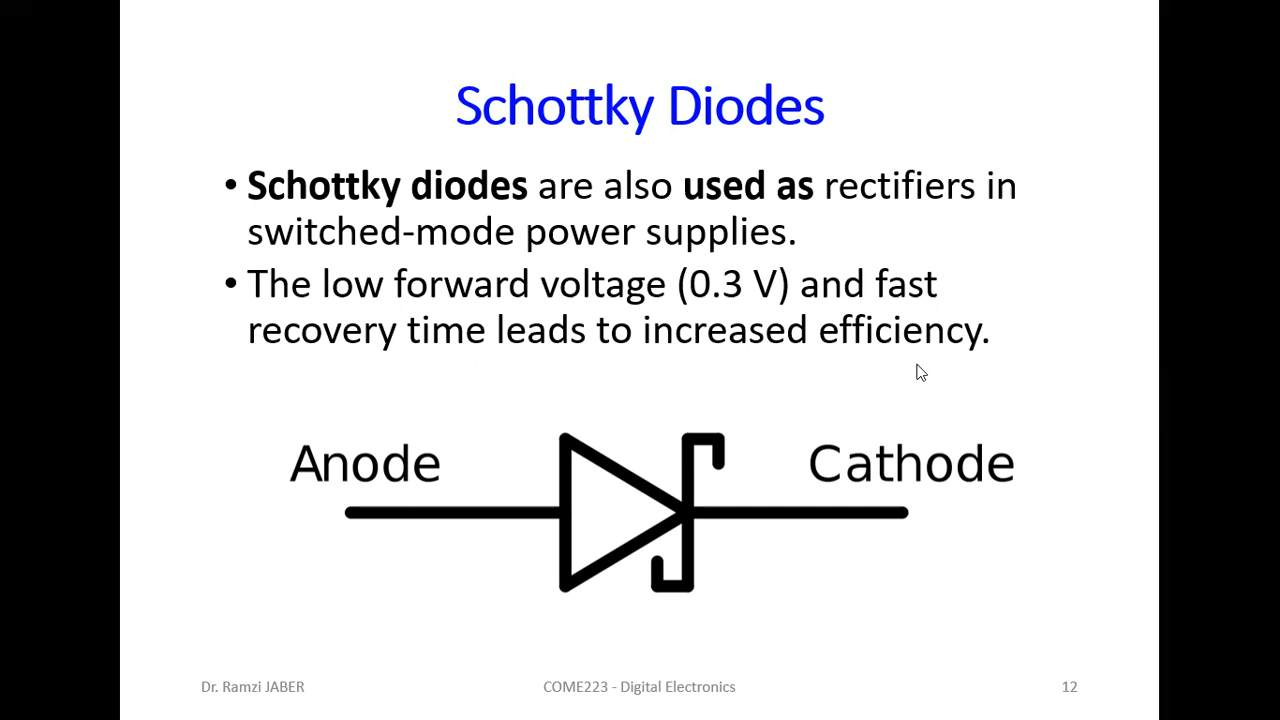 Schottky Diodes
• Schottky diodes are also used as rectifiers in
switched-mode power supplies.
• The low forward voltage (0.3 V) and fast
recovery time leads to increased efficiency.
Anode
Cathode
Dr. Ramzi JABER
COME223 - Digital Electronics
12